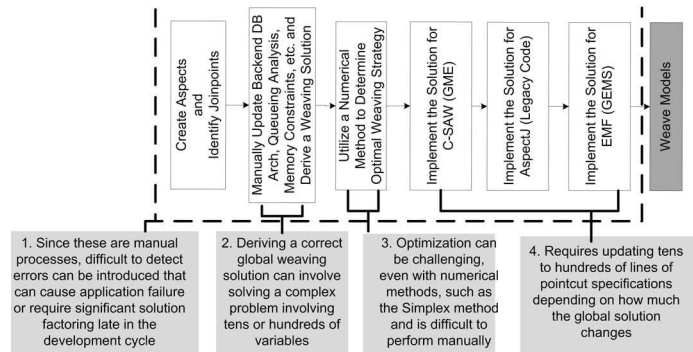 Create Aspects
and
Identify Joinpoints
Manually Update Backend DB
Arch, Queueing Analysis,
Memory Constraints, etc. and
Derive a Weaving Solution
Utilize a Numerical
Method to Determine
Optimal Weaving Strategy
Implement the Solution for
C-SAW (GME)
Implement the Solution for
AspectJ (Legacy Code)
Implement the Solution for
EMF (GEMS)
Weave Models
1. Since these are manual
processes, difficult to detect
errors can be introduced that
can cause application failure
or require significant solution
factoring late in the
development cycle
2. Deriving a correct
global weaving
solution can involve
solving a complex
problem involving
tens or hundreds of
variables
3. Optimization can
be challenging,
even with numerical
methods, such as
the Simplex method
and is difficult to
perform manually
4. Requires updating tens
to hundreds of lines of
pointcut specifications
depending on how much
the global solution
changes